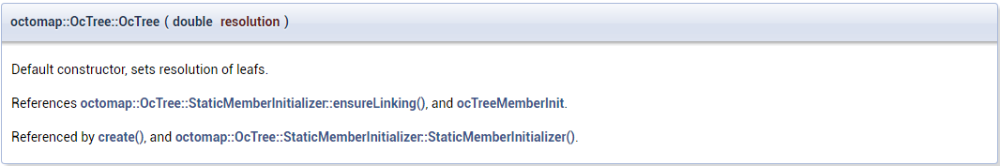 octomap::OcTree::OcTree ( double resolution )
Default constructor, sets resolution of leafs.
References octomap::OcTree::StaticMemberInitializer::ensureLinking(), and ocTreeMemberInit.
Referenced by create(), and octomap::OcTree::StaticMemberInitializer::StaticMemberInitializer().